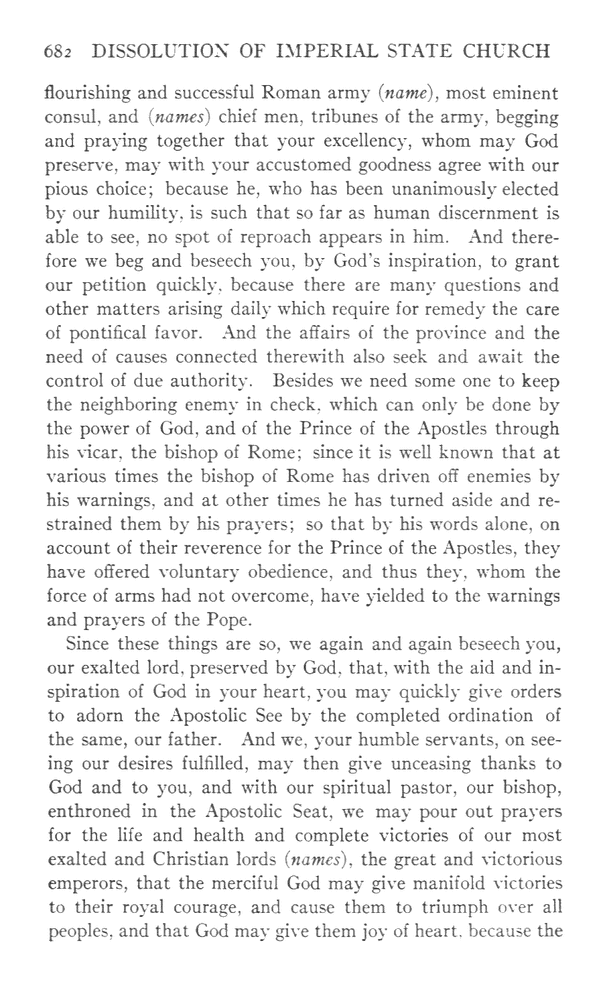 682 DISSOLUTION OF IMPERIAL STATE CHURCH
flourishing and successful Roman army (name), most eminent
consul, and (names) chief men, tribunes of the army, begging
and praying together that your excellency, whom may God
preserve, may with your accustomed goodness agree with our
pious choice; because he, who has been unanimously elected
by our humility, is such that so far as human discernment is
able to see, no spot of reproach appears in him. And there-
fore we beg and beseech you, by God's inspiration, to grant
our petition quickly, because there are many questions and
other matters arising daily which require for remedy the care
of pontifical favor. And the affairs of the province and the
need of causes connected therewith also seek and await the
control of due authority. Besides we need some one to keep
the neighboring enemy in check, which can only be done by
the power of God, and of the Prince of the Apostles through
his vicar, the bishop of Rome; since it is well known that at
various times the bishop of Rome has driven off enemies by
his warnings, and at other times he has turned aside and re-
strained them by his prayers; so that by his words alone, on
account of their reverence for the Prince of the Apostles, they
have offered voluntary obedience, and thus they, whom the
force of arms had not overcome, have yielded to the warnings
and prayers of the Pope.
Since these things are so, we again and again beseech you,
our exalted lord, preserved by God, that, with the aid and in-
spiration of God in your heart, you may quickly give orders
to adorn the Apostolic See by the completed ordination of
the same, our father. And we, your humble servants, on see-
ing our desires fulfilled, may then give unceasing thanks to
God and to you, and with our spiritual pastor, our bishop,
enthroned in the Apostolic Seat, we may pour out prayers
for the life and health and complete victories of our most
exalted and Christian lords (names), the great and victorious
emperors, that the merciful God may give manifold victories
to their royal courage, and cause them to triumph over all
peoples, and that God may give them joy of heart, because the